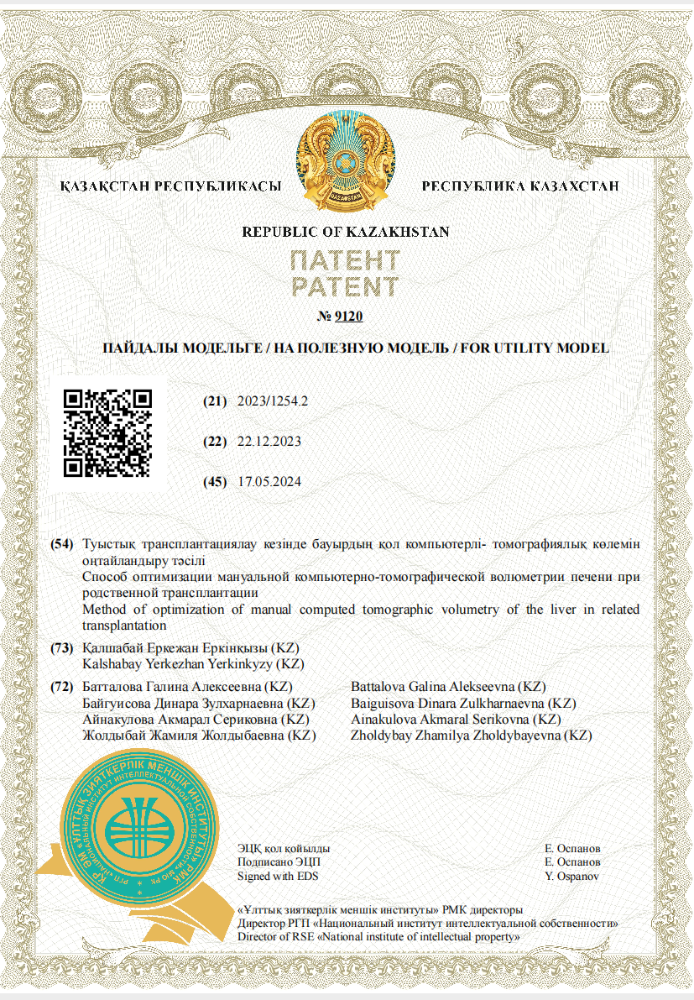 ҚАЗАҚСТАН РЕСПУБЛИКАСЫ
РЕСПУБЛИКА КАЗАХСТАН
QAZAQSTAN
REPUBLIC OF KAZAKHSTAN
ПАТЕНТ
PATENT
№ 9120
ПАЙДАЛЫ МОДЕЛЬГЕ / НА ПОЛЕЗНУЮ МОДЕЛЬ / FOR UTILITY MODEL
(21) 2023/1254.2
(22) 22.12.2023
(45) 17.05.2024
(54) Туыстық трансплантациялау кезінде бауырдың қол компьютерлі- томографиялық көлемін
оңтайландыру тәсілі
Способ оптимизации мануальной компьютерно-томографической волюметрии печени при
родственной трансплантации
Method of optimization of manual computed tomographic volumetry of the liver in related
transplantation
(73) Қалшабай Еркежан Еркінқызы (KZ)
Kalshabay Yerkezhan Yerkinkyzy (KZ)
(72) Батталова Галина Алексеевна (KZ) Battalova Galina Alekseevna (KZ)
Байгуисова Динара Зулхарнаевна (KZ) Baiguisova Dinara Zulkharnaevna (KZ)
Айнакулова Акмарал Сериковна (KZ) Ainakulova Akmaral Serikovna (KZ)
Жолдыбай Жамиля Жолдыбаевна (KZ) Zholdybay Zhamilya Zholdybayevna (KZ)
ҚР ӘМ «ҰЛТТЫҚ ЗИЯТКЕРЛІК МЕНШІК ИНСТИТУТЫ» РМК
РГП «НАЦИОНАЛЬНЫЙ ИНСТИТУТ ИНТЕЛЛЕКТУАЛЬНОЙ СОБСТВЕННОСТИ» МЮ РК
ЭЦҚ қол қойылды Е. Оспанов
Подписано ЭЦП Е. Оспанов
Signed with EDS Y. Ospanov
«Ұлттық зияткерлік меншік институты» РМК директоры
Директор РГП «Национальный институт интеллектуальной собственности»
Director of RSE «National institute of intellectual property»